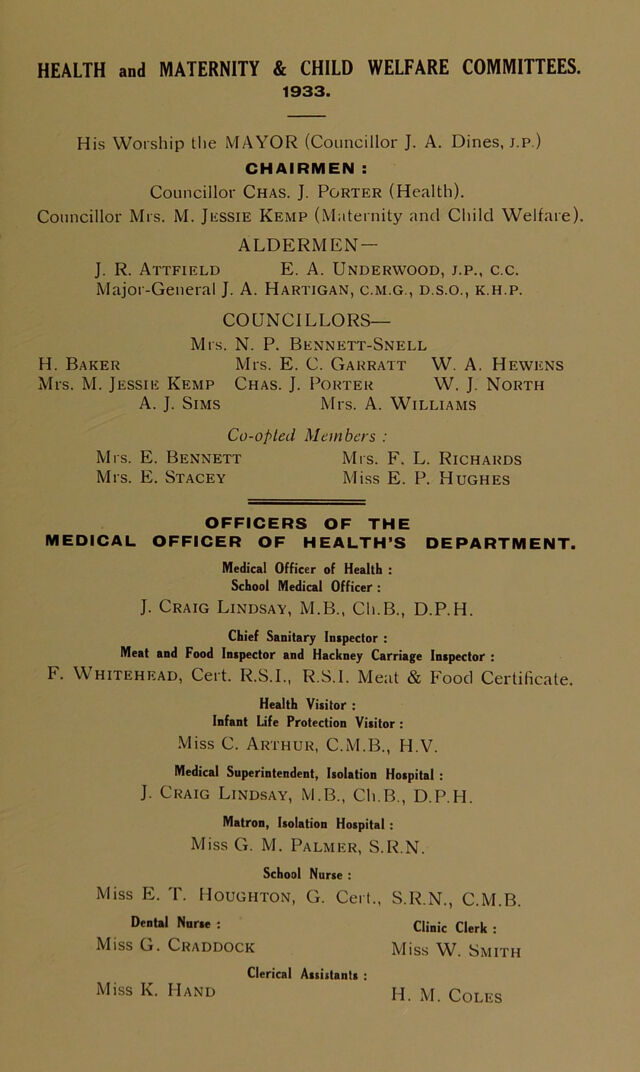 HEALTH and MATERNITY & CHILD WELFARE COMMITTEES.
1933.
His Worship the MAYOR (Councillor J. A. Dines, J.P.)
CHAIRMEN :
Councillor CHAS. J. PORTER (Health).
Councillor Mrs. M. JESSIE KEMP (Maternity and Child Welfare).
ALDERMEN—
J. R. ATTFIELD E. A. UNDERWOOD, J.P., C.C.
Major-General J. A. HARTIGAN, C.M.G., D.S.O., K.H.P.
COUNCILLORS—
Mrs. N. P. BENNETT-SNELL
H. BAKER Mrs. E. C. GARRATT W. A. HEWENS
Mrs. M. JESSIE KEMP CHAS. J. PORTER W. J. NORTH
A. J. SIMS Mrs. A. WILLIAMS
Co-opted Members :
Mrs. E. BENNETT Mrs. F. L. RICHARDS
Mrs. E. STACEY Miss E. P. HUGHES
OFFICERS OF THE
MEDICAL OFFICER OF HEALTH'S DEPARTMENT.
Medical Officer of Health :
School Medical Officer :
J. CRAIG LINDSAY, M.B., Ch.B., D.P.H.
Chief Sanitary Inspector :
Meat and Food Inspector and Hackney Carriage Inspector :
F. WHITEHEAD, Cert. R.S.I., R.S.I. Meat & Food Certificate.
Health Visitor :
Infant Life Protection Visitor :
Miss C. ARTHUR, C.M.B., H.V.
Medical Superintendent, Isolation Hospital :
J. CRAIG LINDSAY, M.B., Ch.B., D.P.H.
Matron, Isolation Hospital :
Miss G. M. PALMER, S.R.N.
School Nurse :
Miss E. T. HOUGHTON, G. Cert., S.R.N., C.M.B.
Dental Nurse : Clinic Clerk :
Miss G. CRADDOCK Miss W. SMITH
Clerical Assistants :
Miss K. HAND H. M. COLES